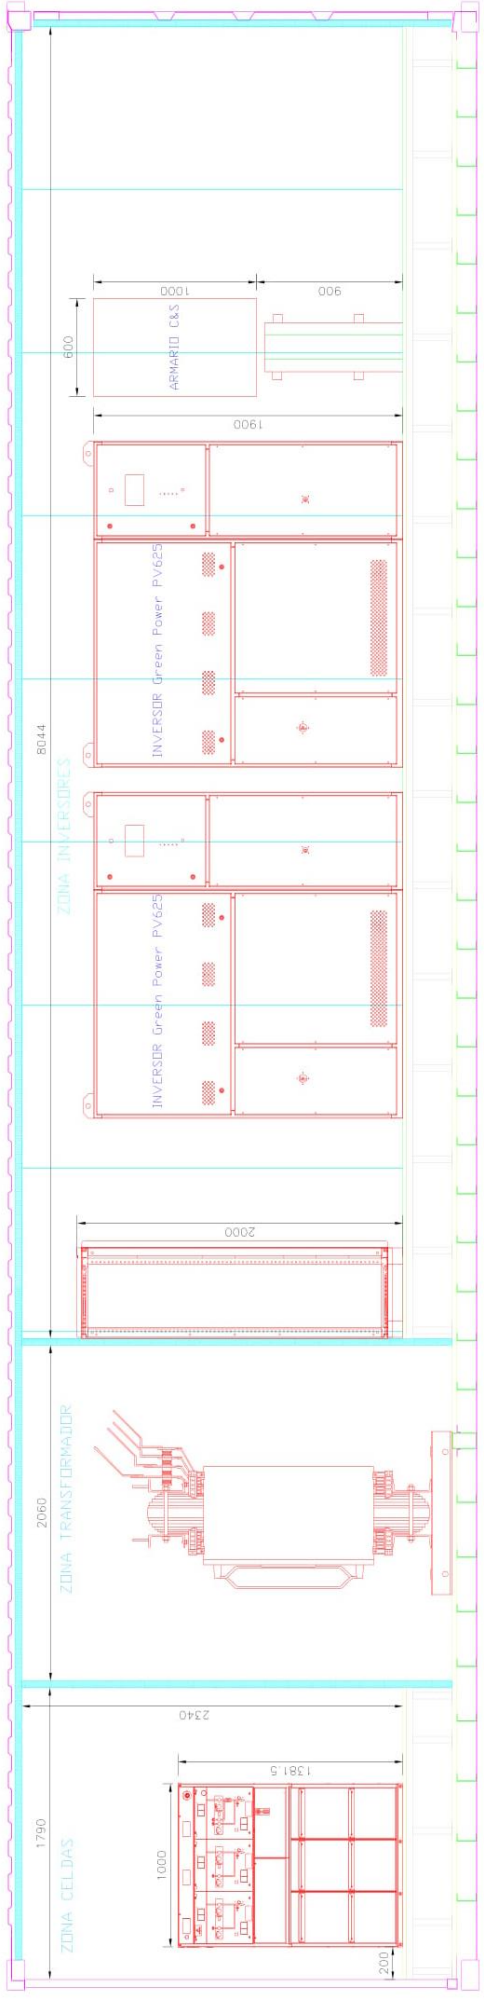 ZONA CELDAS
1790
2340
1381.5
1000
200
ZONA TRANSFORMADOR
2060
ZONA INVERSORES
8044
2000
INVERSOR Green Power PV625
INVERSOR Green Power PV625
1900
ARMARIO C&S
600
1000
900